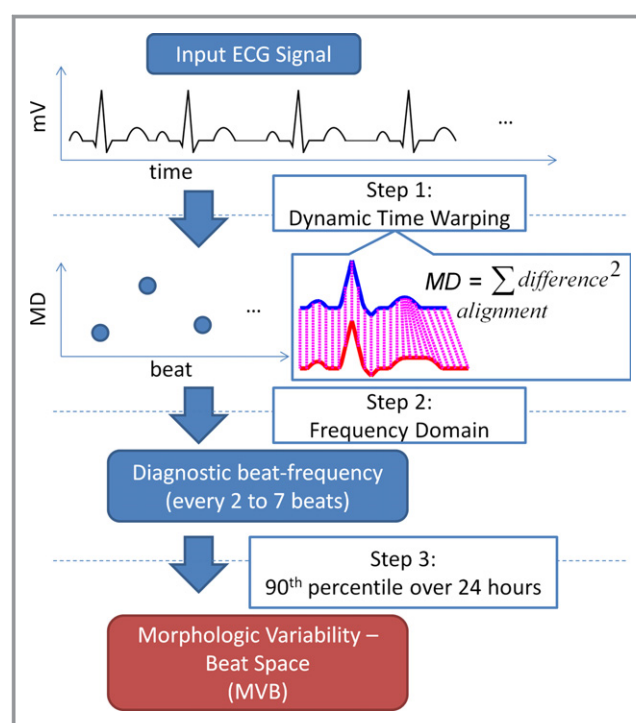 Input ECG Signal
mV
...
time
Step 1:
Dynamic Time Warping
MD
...
beat
MD = ∑ difference²
alignment
Step 2:
Frequency Domain
Diagnostic beat-frequency
(every 2 to 7 beats)
Step 3:
90th percentile over 24 hours
Morphologic Variability –
Beat Space
(MVB)